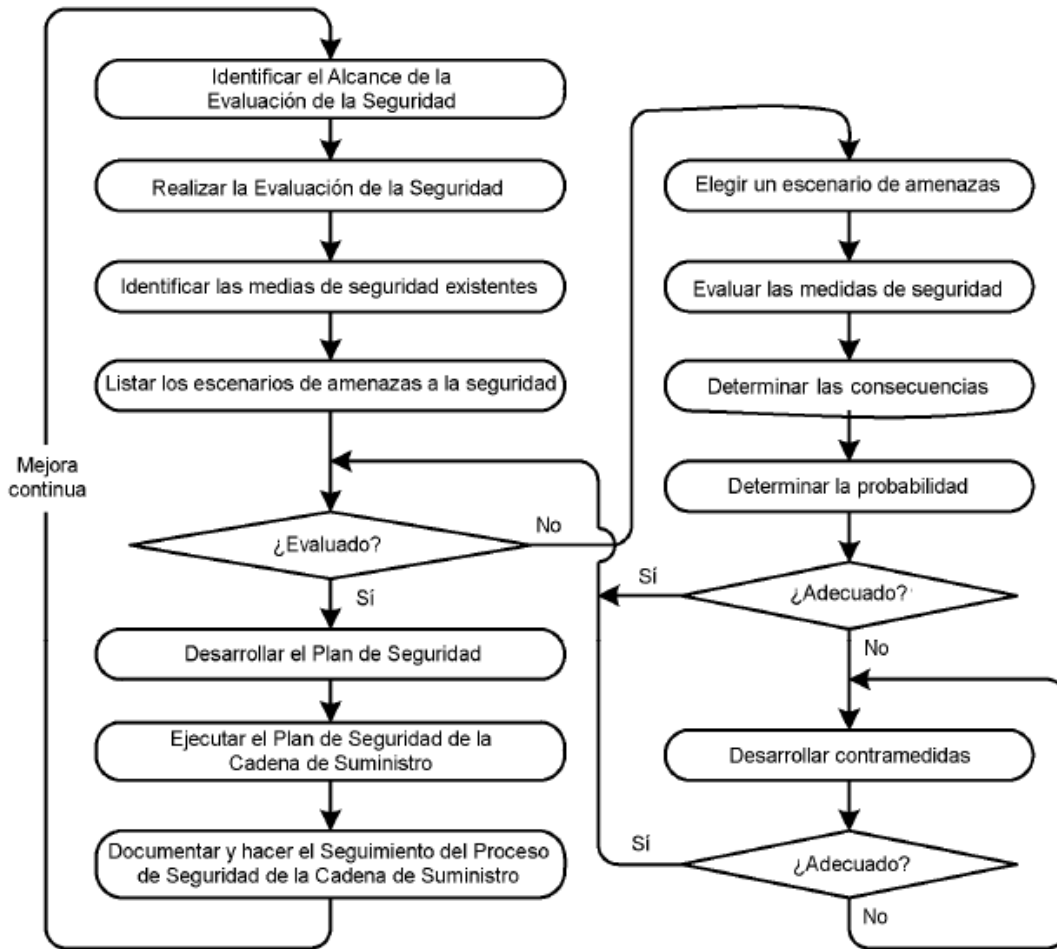 Identificar el Alcance de la
Evaluación de la Seguridad
Realizar la Evaluación de la Seguridad
Identificar las medias de seguridad existentes
Listar los escenarios de amenazas a la seguridad
Mejora
continua
¿Evaluado?
No
Sí
Desarrollar el Plan de Seguridad
Ejecutar el Plan de Seguridad de la
Cadena de Suministro
Documentar y hacer el Seguimiento del Proceso
de Seguridad de la Cadena de Suministro
Elegir un escenario de amenazas
Evaluar las medidas de seguridad
Determinar las consecuencias
Determinar la probabilidad
¿Adecuado?
Sí
No
Desarrollar contramedidas
¿Adecuado?
Sí
No